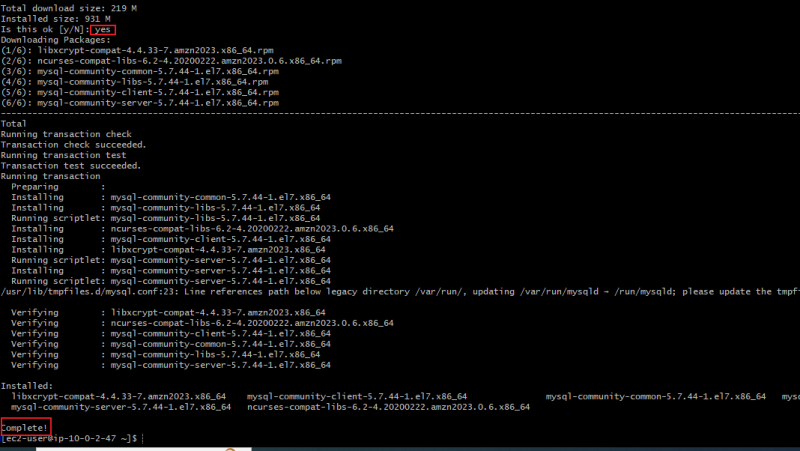 Total download size: 219 M
Installed size: 931 M
Is this ok [y/N]: yes
Downloading Packages:
(1/6): libxcrypt-compat-4.4.33-7.amzn2023.x86_64.rpm
(2/6): ncurses-compat-libs-6.2-4.20200222.amzn2023.0.6.x86_64.rpm
(3/6): mysql-community-common-5.7.44-1.el7.x86_64.rpm
(4/6): mysql-community-libs-5.7.44-1.el7.x86_64.rpm
(5/6): mysql-community-client-5.7.44-1.el7.x86_64.rpm
(6/6): mysql-community-server-5.7.44-1.el7.x86_64.rpm
--------------------------------------------------------------------------------
Total
Running transaction check
Transaction check succeeded.
Running transaction test
Transaction test succeeded.
Running transaction
Preparing :
Installing : mysql-community-common-5.7.44-1.el7.x86_64
Installing : mysql-community-libs-5.7.44-1.el7.x86_64
Running scriptlet: mysql-community-libs-5.7.44-1.el7.x86_64
Installing : ncurses-compat-libs-6.2-4.20200222.amzn2023.0.6.x86_64
Installing : mysql-community-client-5.7.44-1.el7.x86_64
Installing : libxcrypt-compat-4.4.33-7.amzn2023.x86_64
Running scriptlet: mysql-community-server-5.7.44-1.el7.x86_64
Installing : mysql-community-server-5.7.44-1.el7.x86_64
Running scriptlet: mysql-community-server-5.7.44-1.el7.x86_64
/usr/lib/tmpfiles.d/mysql.conf:23: Line references path below legacy directory /var/run/, updating /var/run/mysqld → /run/mysqld; please update the tmpf
Verifying : libxcrypt-compat-4.4.33-7.amzn2023.x86_64
Verifying : ncurses-compat-libs-6.2-4.20200222.amzn2023.0.6.x86_64
Verifying : mysql-community-client-5.7.44-1.el7.x86_64
Verifying : mysql-community-common-5.7.44-1.el7.x86_64
Verifying : mysql-community-libs-5.7.44-1.el7.x86_64
Verifying : mysql-community-server-5.7.44-1.el7.x86_64
Installed:
libxcrypt-compat-4.4.33-7.amzn2023.x86_64 mysql-community-client-5.7.44-1.el7.x86_64 mysql-community-common-5.7.44-1.el7.x86_64 mys
mysql-community-server-5.7.44-1.el7.x86_64 ncurses-compat-libs-6.2-4.20200222.amzn2023.0.6.x86_64
Complete!
[ec2-user@ip-10-0-2-47 ~]$